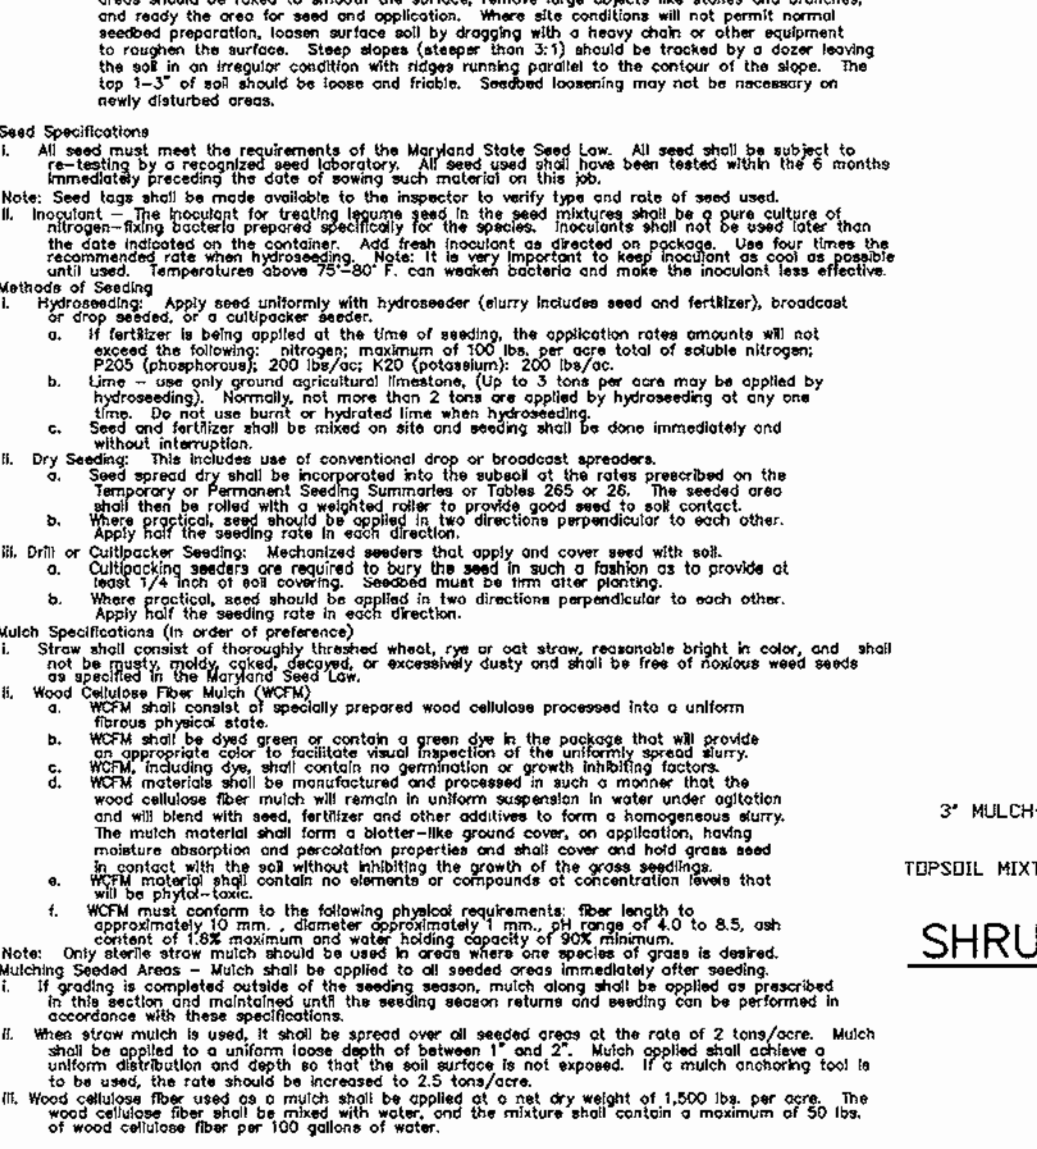 areas should be raked to smooth the surface, remove large objects like stones and branches,
and ready the area for seed and application. Where site conditions will not permit normal
seedbed preparation, loosen surface soil by dragging with a heavy chain or other equipment
to roughen the surface. Steep slopes (steeper than 3:1) should be tracked by a dozer leaving
the soil in an irregular condition with ridges running parallel to the contour of the slope. The
top 1-3" of soil should be loose and friable. Seedbed loosening may not be necessary on
newly disturbed areas.
Seed Specifications
i. All seed must meet the requirements of the Maryland State Seed Law. All seed shall be subject to
re-testing by a recognized seed laboratory. All seed used shall have been tested within the 6 months
immediately preceding the date of sowing such material on this job.
Note: Seed tags shall be made available to the inspector to verify type and rate of seed used.
ii. Inoculant - The inoculant for treating legume seed in the seed mixtures shall be a pure culture of
nitrogen-fixing bacteria prepared specifically for the species. Inoculants shall not be used later than
the date indicated on the container. Add fresh inoculant as directed on package. Use four times the
recommended rate when hydroseeding. Note: It is very important to keep inoculant as cool as possible
until used. Temperatures above 75°-80° F. can weaken bacteria and make the inoculant less effective.
Methods of Seeding
i. Hydroseeding: Apply seed uniformly with hydroseeder (slurry includes seed and fertilizer), broadcast
or drop seeded, or a cultipacker seeder.
a. If fertilizer is being applied at the time of seeding, the application rates amounts will not
exceed the following: nitrogen; maximum of 100 lbs. per acre total of soluble nitrogen;
P205 (phosphorous); 200 lbs/ac; K20 (potassium): 200 lbs/ac.
b. Lime - use only ground agricultural limestone, (Up to 3 tons per acre may be applied by
hydroseeding). Normally, not more than 2 tons are applied by hydroseeding at any one
time. Do not use burnt or hydrated lime when hydroseeding.
c. Seed and fertilizer shall be mixed on site and seeding shall be done immediately and
without interruption.
ii. Dry Seeding: This includes use of conventional drop or broadcast spreaders.
a. Seed spread dry shall be incorporated into the subsoil at the rates prescribed on the
Temporary or Permanent Seeding Summaries or Tables 265 or 26. The seeded area
shall then be rolled with a weighted roller to provide good seed to soil contact.
b. Where practical, seed should be applied in two directions perpendicular to each other.
Apply half the seeding rate in each direction.
iii. Drill or Cultipacker Seeding: Mechanized seeders that apply and cover seed with soil.
a. Cultipacking seeders are required to bury the seed in such a fashion as to provide at
least 1/4 inch of soil covering. Seedbed must be firm after planting.
b. Where practical, seed should be applied in two directions perpendicular to each other.
Apply half the seeding rate in each direction.
Mulch Specifications (In order of preference)
i. Straw shall consist of thoroughly threshed wheat, rye or oat straw, reasonable bright in color, and shall
not be musty, moldy, caked, decayed, or excessively dusty and shall be free of noxious weed seeds
as specified in the Maryland Seed Law.
ii. Wood Cellulose Fiber Mulch (WCFM)
a. WCFM shall consist of specially prepared wood cellulose processed into a uniform
fibrous physical state.
b. WCFM shall be dyed green or contain a green dye in the package that will provide
an appropriate color to facilitate visual inspection of the uniformly spread slurry.
c. WCFM, including dye, shall contain no germination or growth inhibiting factors.
d. WCFM materials shall be manufactured and processed in such a manner that the
wood cellulose fiber mulch will remain in uniform suspension in water under agitation
and will blend with seed, fertilizer and other additives to form a homogeneous slurry.
The mulch material shall form a blotter-like ground cover, on application, having
moisture absorption and percolation properties and shall cover and hold grass seed
in contact with the soil without inhibiting the growth of the grass seedlings.
e. WCFM material shall contain no elements or compounds at concentration levels that
will be phytol-toxic.
f. WCFM must conform to the following physical requirements: fiber length to
approximately 10 mm. , diameter approximately 1 mm., pH range of 4.0 to 8.5, ash
content of 1.8% maximum and water holding capacity of 90% minimum.
Note: Only sterile straw mulch should be used in areas where one species of grass is desired.
Mulching Seeded Areas - Mulch shall be applied to all seeded areas immediately after seeding.
i. If grading is completed outside of the seeding season, mulch along shall be applied as prescribed
in this section and maintained until the seeding season returns and seeding can be performed in
accordance with these specifications.
ii. When straw mulch is used, it shall be spread over all seeded areas at the rate of 2 tons/acre. Mulch
shall be applied to a uniform loose depth of between 1" and 2". Mulch applied shall achieve a
uniform distribution and depth so that the soil surface is not exposed. If a mulch anchoring tool is
to be used, the rate should be increased to 2.5 tons/acre.
iii. Wood cellulose fiber used as a mulch shall be applied at a net dry weight of 1,500 lbs. per acre. The
wood cellulose fiber shall be mixed with water, and the mixture shall contain a maximum of 50 lbs.
of wood cellulose fiber per 100 gallons of water.
3" MULCH
TOPSOIL MIXT
SHRU